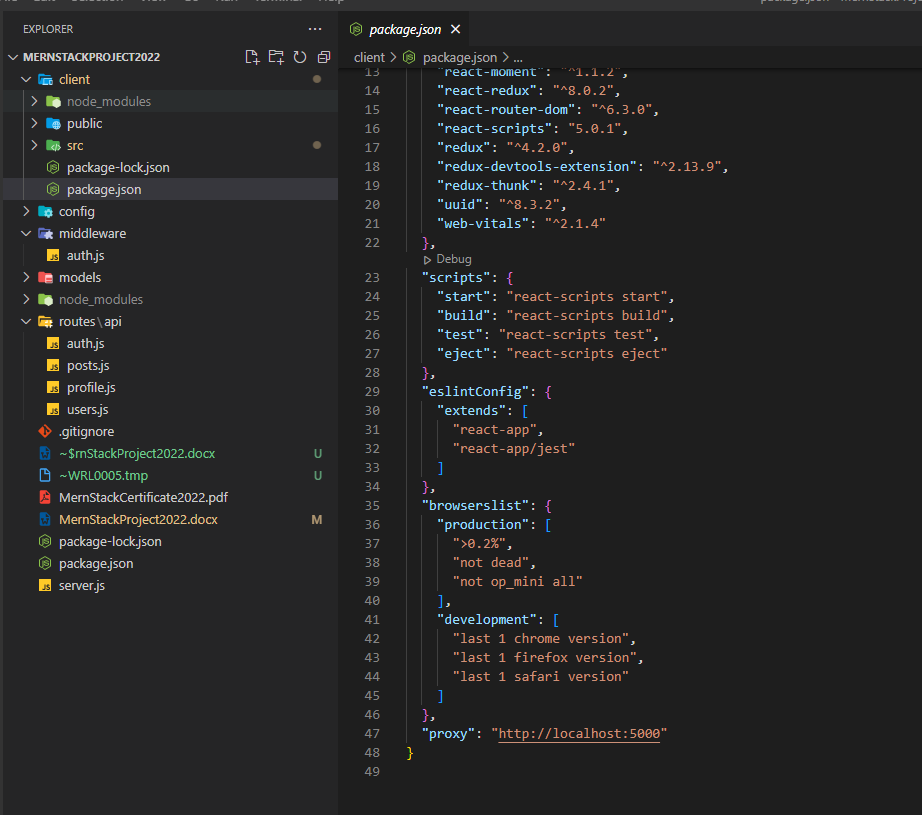 EXPLORER
MERNSTACKPROJECT2022
client
node_modules
public
src
package-lock.json
package.json
config
middleware
JS auth.js
models
node_modules
routes\api
JS auth.js
JS posts.js
JS profile.js
JS users.js
.gitignore
~$rnStackProject2022.docx U
~WRL0005.tmp U
MernStackCertificate2022.pdf
MernStackProject2022.docx M
package-lock.json
package.json
JS server.js
package.json
client > package.json > ...
13 "react-moment": "^1.1.2",
14 "react-redux": "^8.0.2",
15 "react-router-dom": "^6.3.0",
16 "react-scripts": "5.0.1",
17 "redux": "^4.2.0",
18 "redux-devtools-extension": "^2.13.9",
19 "redux-thunk": "^2.4.1",
20 "uuid": "^8.3.2",
21 "web-vitals": "^2.1.4"
22 },
Debug
23 "scripts": {
24 "start": "react-scripts start",
25 "build": "react-scripts build",
26 "test": "react-scripts test",
27 "eject": "react-scripts eject"
28 },
29 "eslintConfig": {
30 "extends": [
31 "react-app",
32 "react-app/jest"
33 ]
34 },
35 "browserslist": {
36 "production": [
37 ">0.2%",
38 "not dead",
39 "not op_mini all"
40 ],
41 "development": [
42 "last 1 chrome version",
43 "last 1 firefox version",
44 "last 1 safari version"
45 ]
46 },
47 "proxy": "http://localhost:5000"
48 }
49